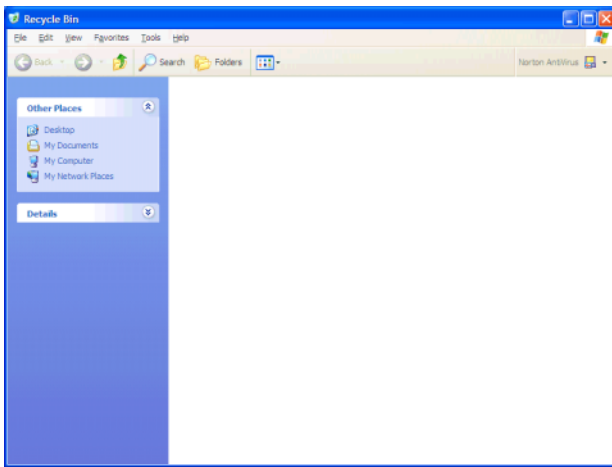 Recycle Bin
File Edit View Favorites Tools Help
Back Search Folders Norton AntiVirus
Other Places
Desktop
My Documents
My Computer
My Network Places
Details